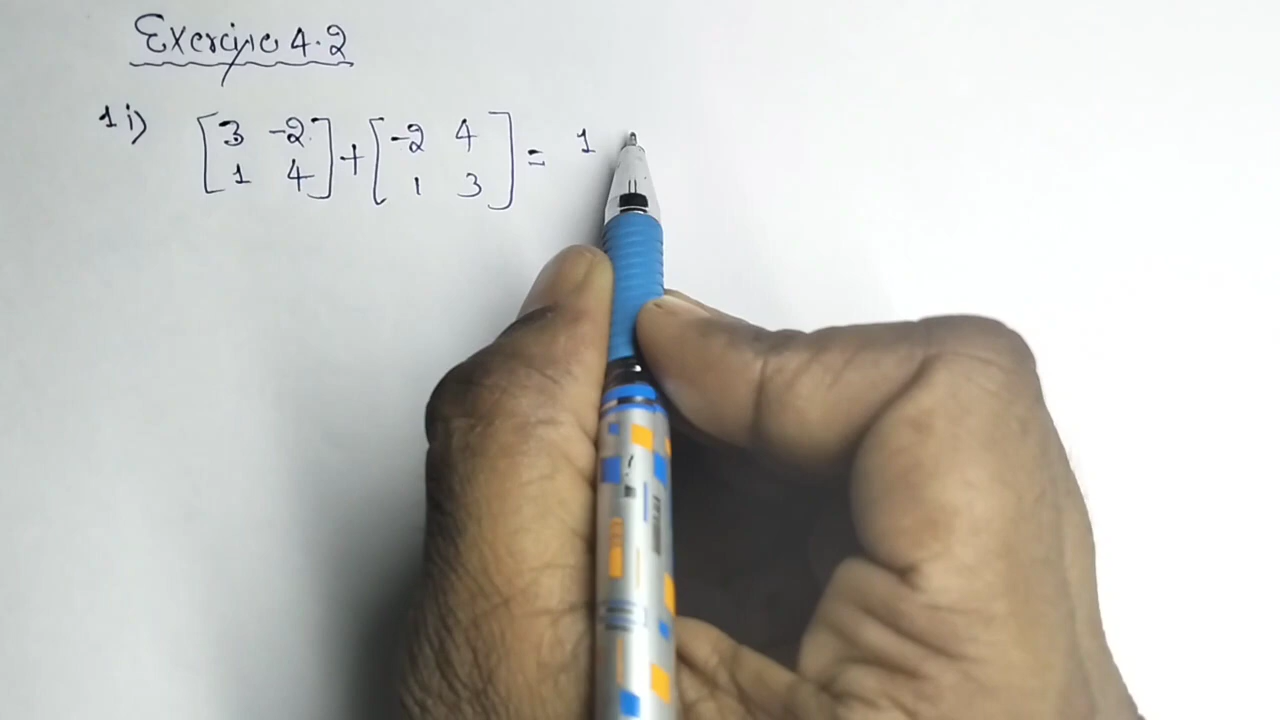 Exercise 4.2
1 i) [3 -2 + [-2 4 = 1
1 4] 1 3]